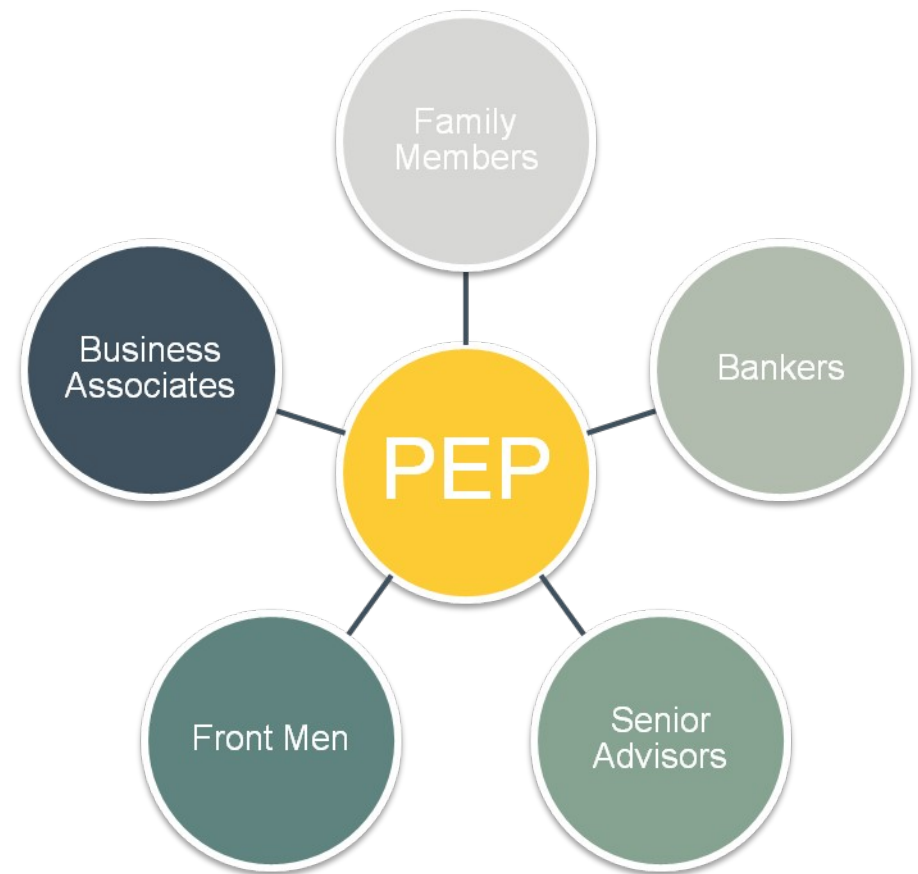 Family
Members
Business
Associates
Bankers
PEP
Front Men
Senior
Advisors